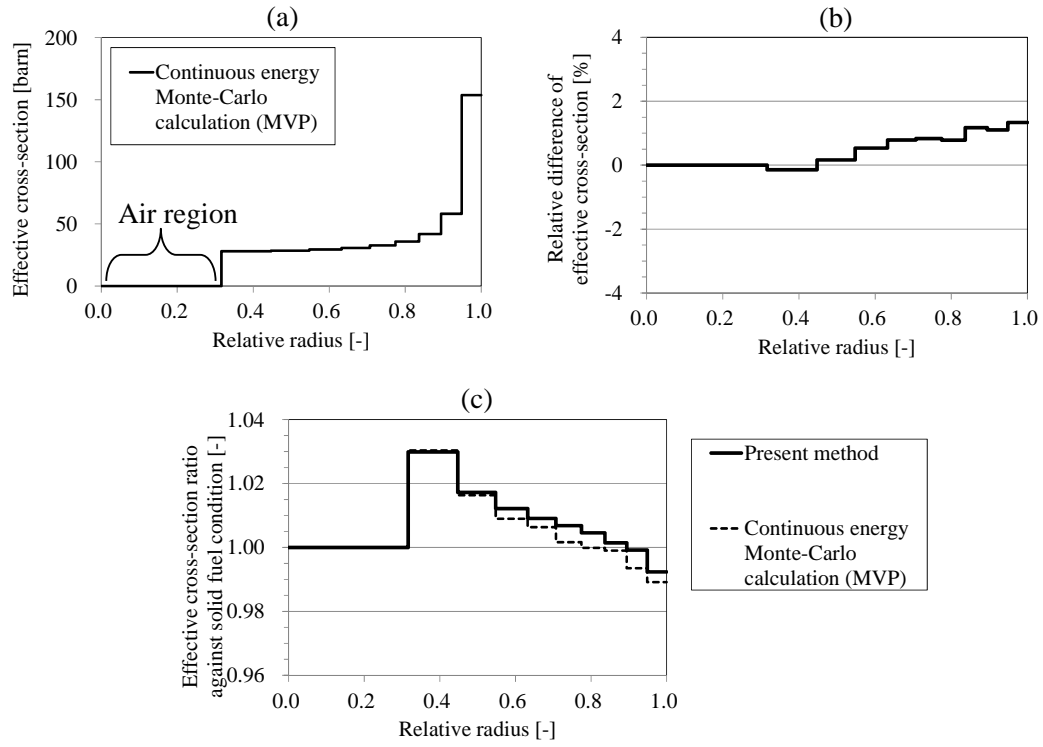 (a)
Effective cross-section [barn]
200
150
100
50
0
Continuous energy
Monte-Carlo
calculation (MVP)
Air region
0.0 0.2 0.4 0.6 0.8 1.0
Relative radius [-]
(b)
Relative difference of
effective cross-section [%]
4
2
0
-2
-4
0.0 0.2 0.4 0.6 0.8 1.0
Relative radius [-]
(c)
Effective cross-section ratio
against solid fuel condition [-]
1.04
1.02
1.00
0.98
0.96
0.0 0.2 0.4 0.6 0.8 1.0
Relative radius [-]
Present method
Continuous energy
Monte-Carlo
calculation (MVP)